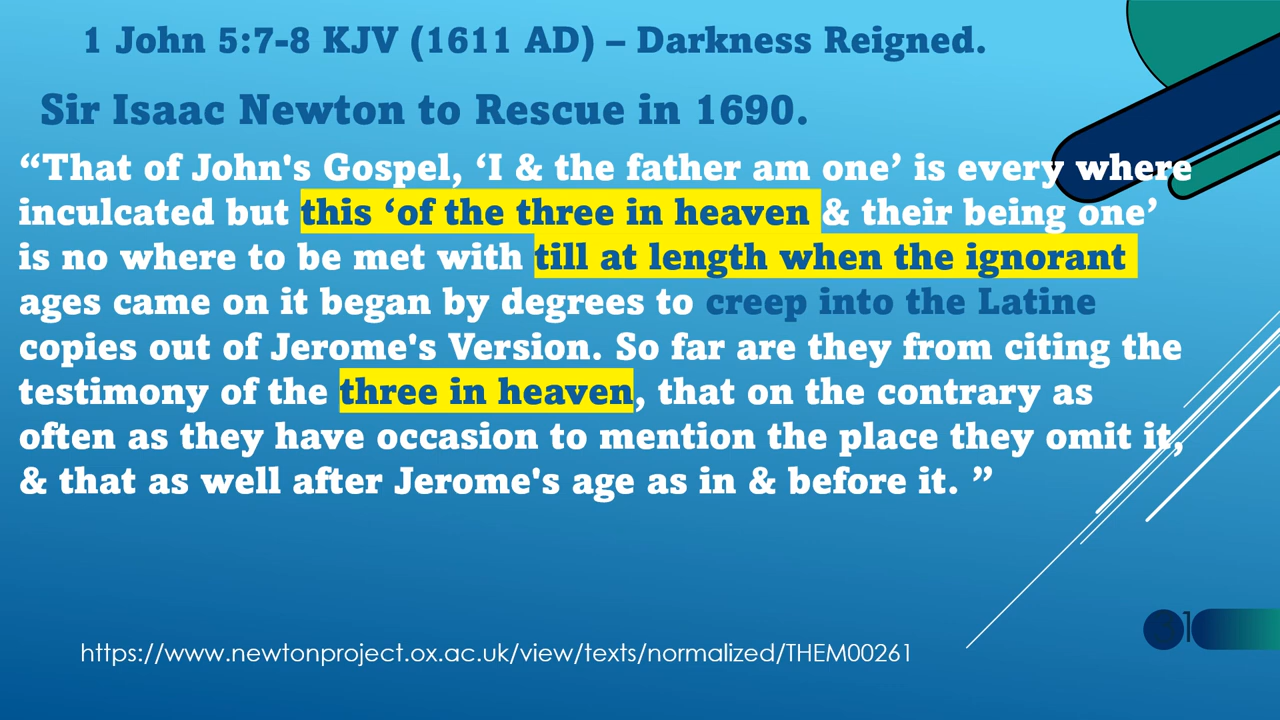 1 John 5:7-8 KJV (1611 AD) – Darkness Reigned.
Sir Isaac Newton to Rescue in 1690.
“That of John's Gospel, ‘I & the father am one’ is every where
inculcated but this ‘of the three in heaven & their being one’
is no where to be met with till at length when the ignorant
ages came on it began by degrees to creep into the Latine
copies out of Jerome's Version. So far are they from citing the
testimony of the three in heaven, that on the contrary as
often as they have occasion to mention the place they omit it,
& that as well after Jerome's age as in & before it. ”
https://www.newtonproject.ox.ac.uk/view/texts/normalized/THEM00261